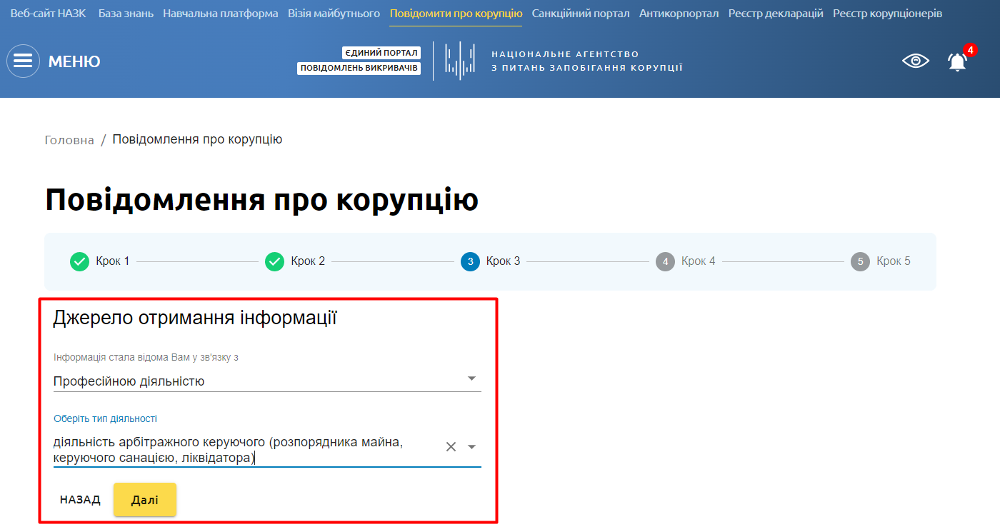 Веб-сайт НАЗК База знань Навчальна платформа Візія майбутнього Повідомити про корупцію Санкційний портал Антикорпортал Реєстр декларацій Реєстр корупціонерів
МЕНЮ
ЄДИНИЙ ПОРТАЛ
ПОВІДОМЛЕНЬ ВИКРИВАЧІВ
НАЦІОНАЛЬНЕ АГЕНТСТВО
З ПИТАНЬ ЗАПОБІГАННЯ КОРУПЦІЇ
4
Головна / Повідомлення про корупцію
Повідомлення про корупцію
Крок 1 Крок 2 3 Крок 3 4 Крок 4 5 Крок 5
Джерело отримання інформації
Інформація стала відома Вам у зв'язку з
Професійною діяльністю
Оберіть тип діяльності
діяльність арбітражного керуючого (розпорядника майна,
керуючого санацією, ліквідатора)
НАЗАД Далі